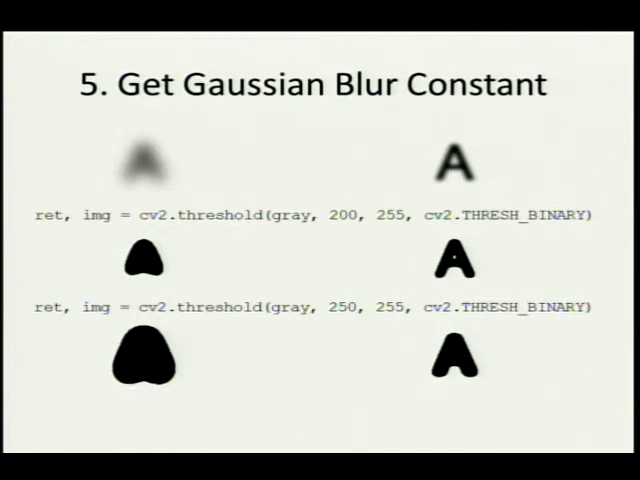 5. Get Gaussian Blur Constant
A A
ret, img = cv2.threshold(gray, 200, 255, cv2.THRESH_BINARY)
A A
ret, img = cv2.threshold(gray, 250, 255, cv2.THRESH_BINARY)
A A